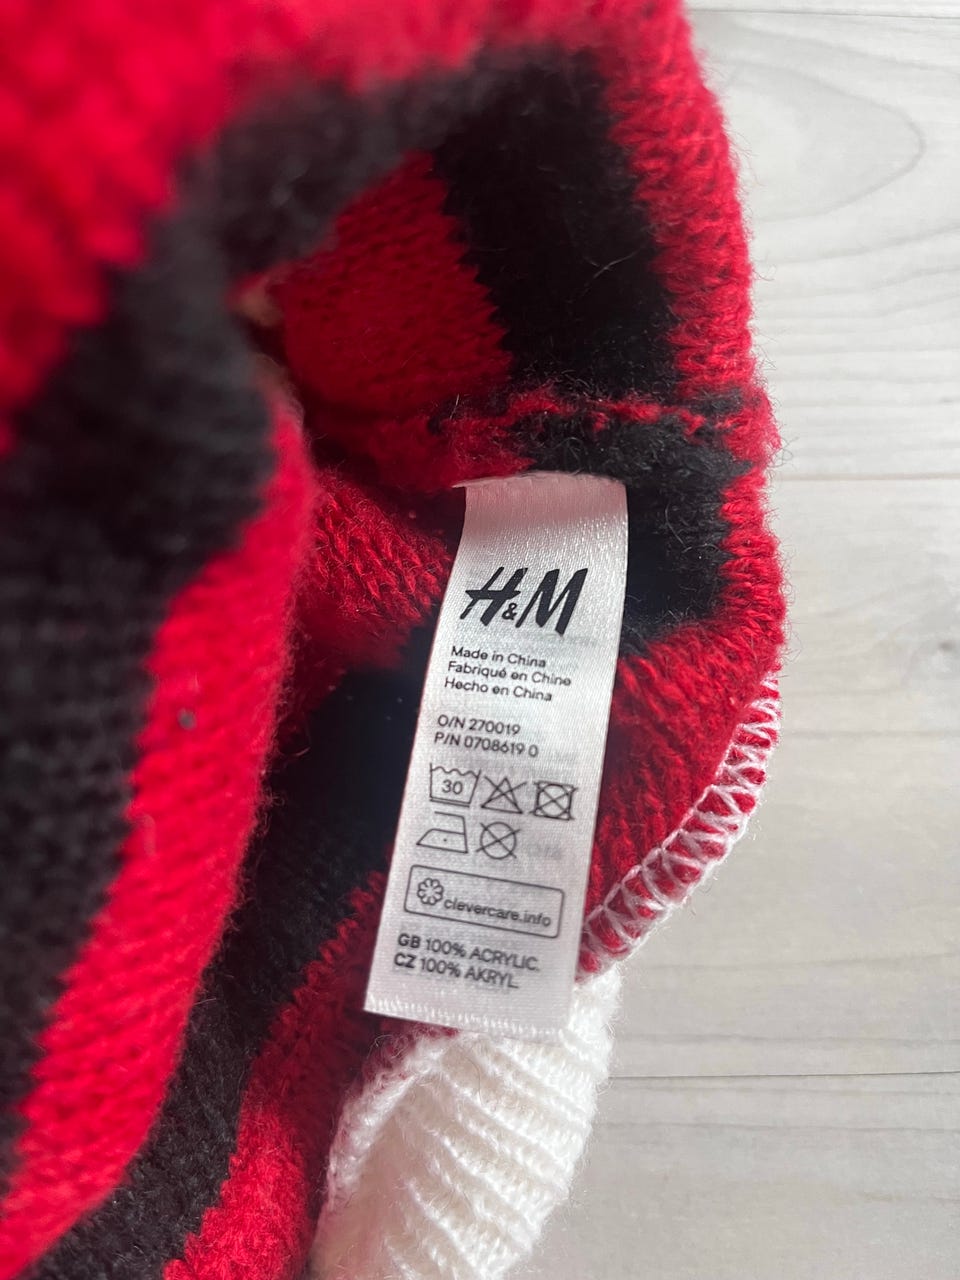 H&M
Made in China
Fabriqué en Chine
Hecho en China
O/N 270019
P/N 0708619 0
30
clevercare.info
GB 100% ACRYLIC.
CZ 100% AKRYL.